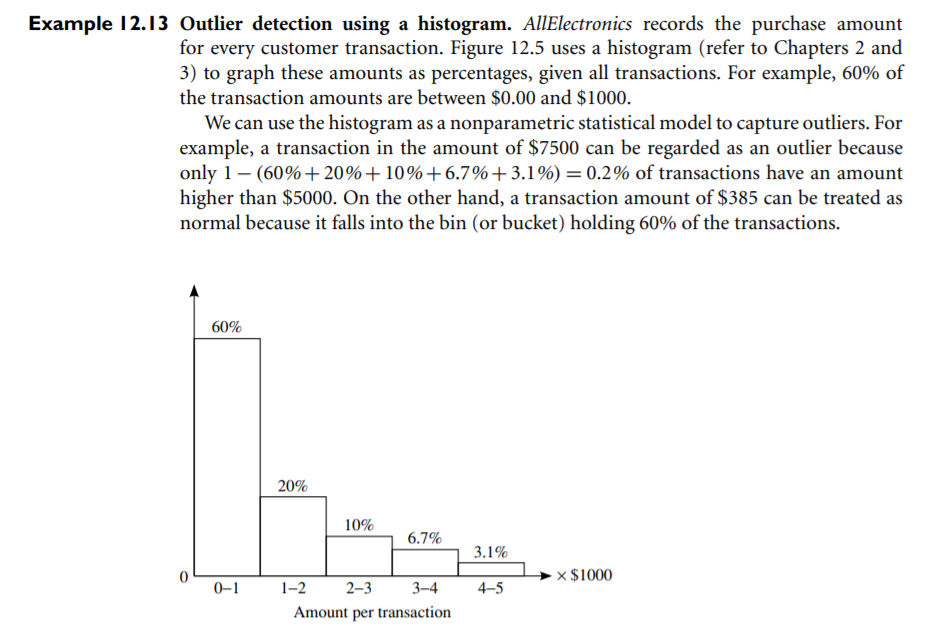 Example 12.13 Outlier detection using a histogram. AllElectronics records the purchase amount
for every customer transaction. Figure 12.5 uses a histogram (refer to Chapters 2 and
3) to graph these amounts as percentages, given all transactions. For example, 60% of
the transaction amounts are between $0.00 and $1000.
We can use the histogram as a nonparametric statistical model to capture outliers. For
example, a transaction in the amount of $7500 can be regarded as an outlier because
only 1 − (60% + 20% + 10% + 6.7% + 3.1%) = 0.2% of transactions have an amount
higher than $5000. On the other hand, a transaction amount of $385 can be treated as
normal because it falls into the bin (or bucket) holding 60% of the transactions.
60%
20%
10%
6.7%
3.1%
0
× $1000
0–1 1–2 2–3 3–4 4–5
Amount per transaction